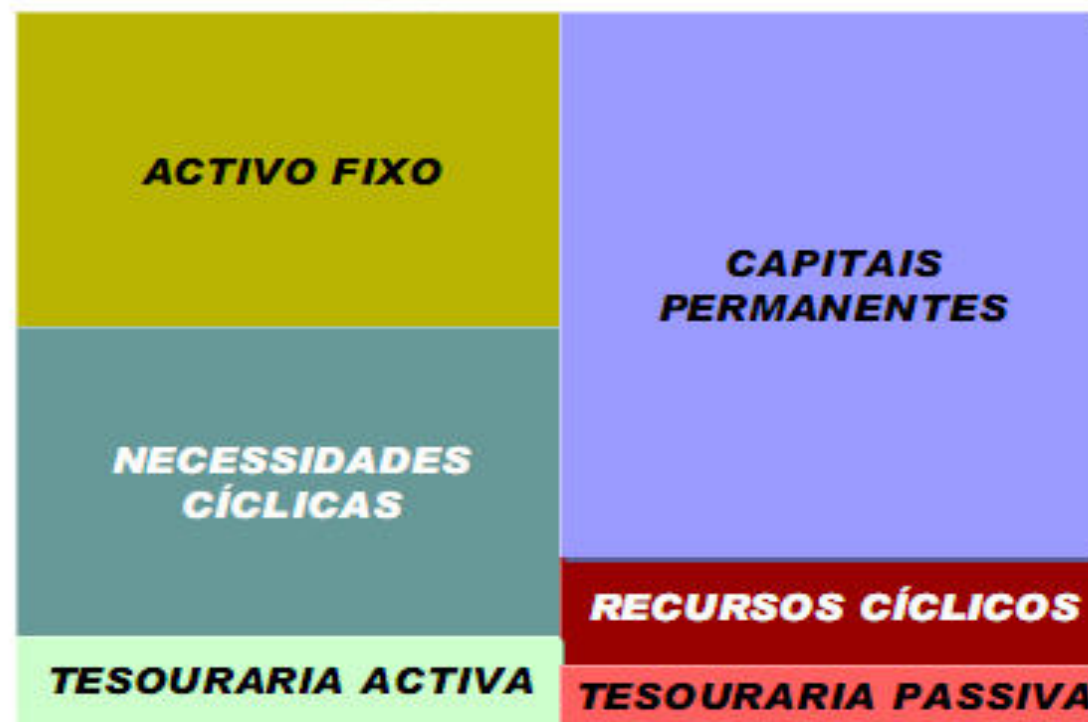 ACTIVO FIXO
CAPITAIS
PERMANENTES
NECESSIDADES
CÍCLICAS
RECURSOS CÍCLICOS
TESOURARIA ACTIVA
TESOURARIA PASSIVA